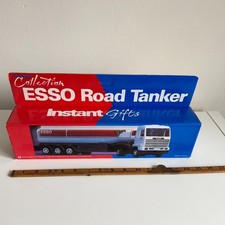 Collection
ESSO Road Tanker
Instant Gifts
ESSO